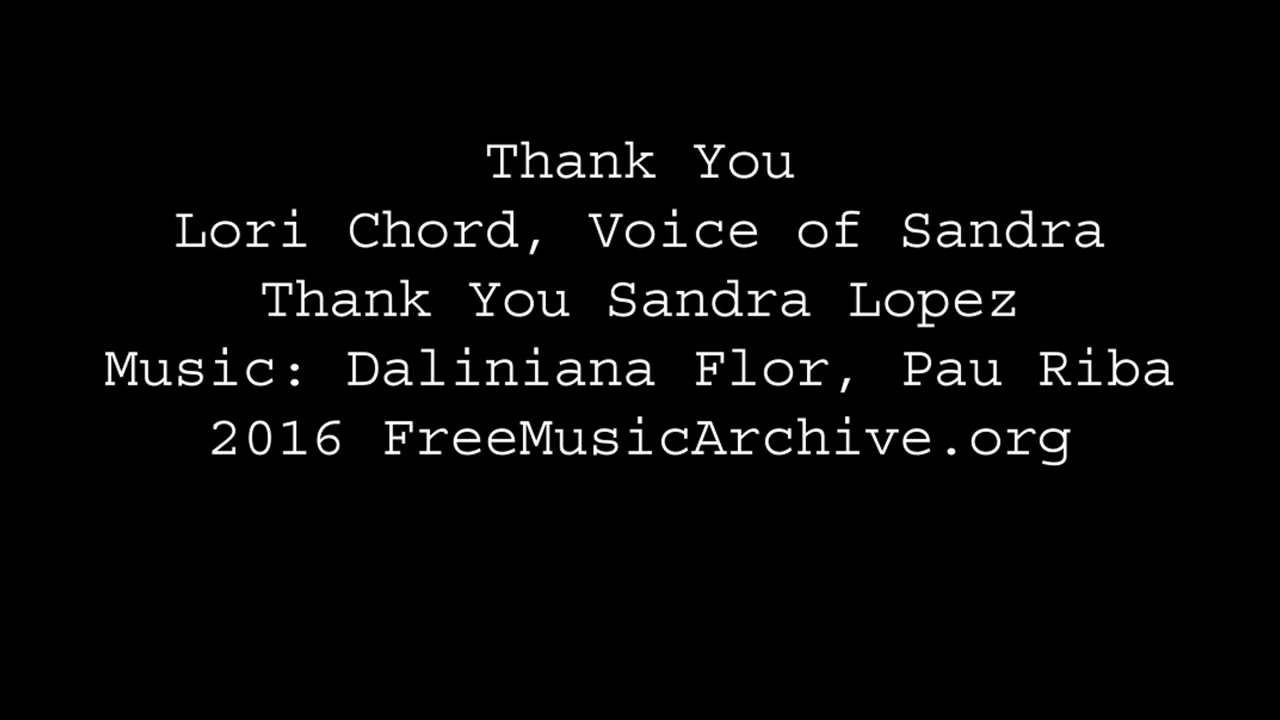 Thank You
Lori Chord, Voice of Sandra
Thank You Sandra Lopez
Music: Daliniana Flor, Pau Riba
2016 FreeMusicArchive.org